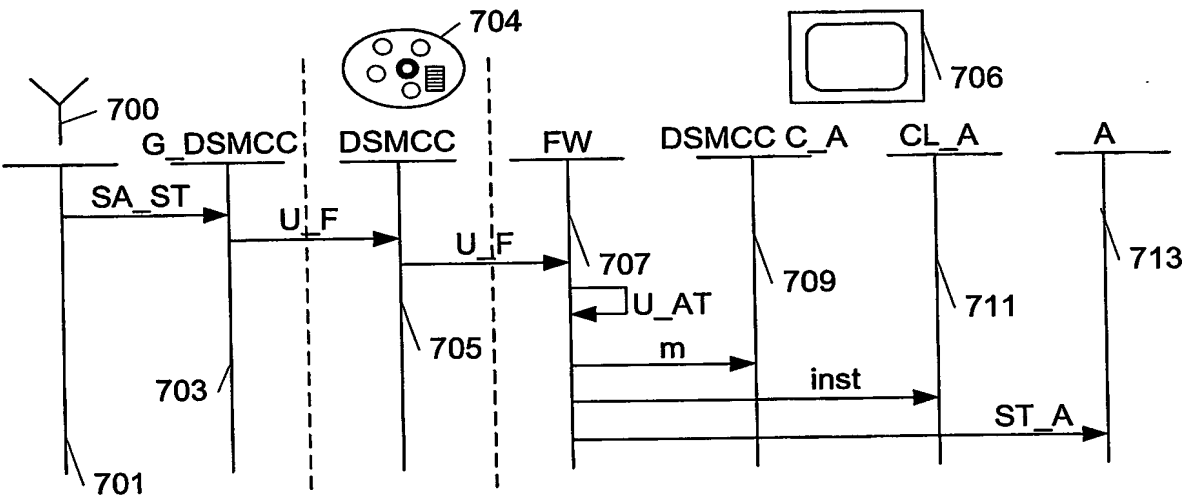 704
706
700
G_DSMCC
DSMCC
FW
DSMCC C_A
CL_A
A
SA_ST
U_F
U_F
707
709
711
713
U_AT
705
m
703
inst
ST_A
701